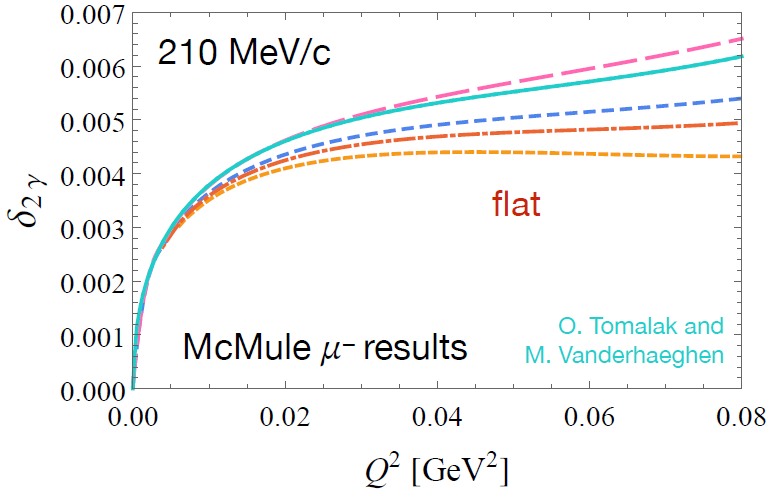 0.007
210 MeV/c
0.006
0.005
0.004
δ2γ
flat
0.003
0.002
O. Tomalak and
M. Vanderhaeghen
McMule μ− results
0.001
0.000
0.00 0.02 0.04 0.06 0.08
Q² [GeV²]